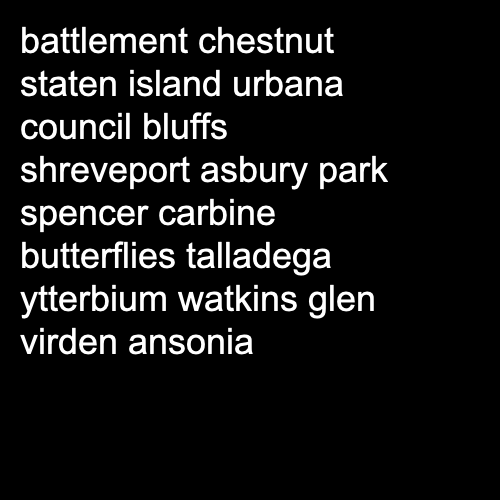 battlement chestnut
staten island urbana
council bluffs
shreveport asbury park
spencer carbine
butterflies talladega
ytterbium watkins glen
virden ansonia